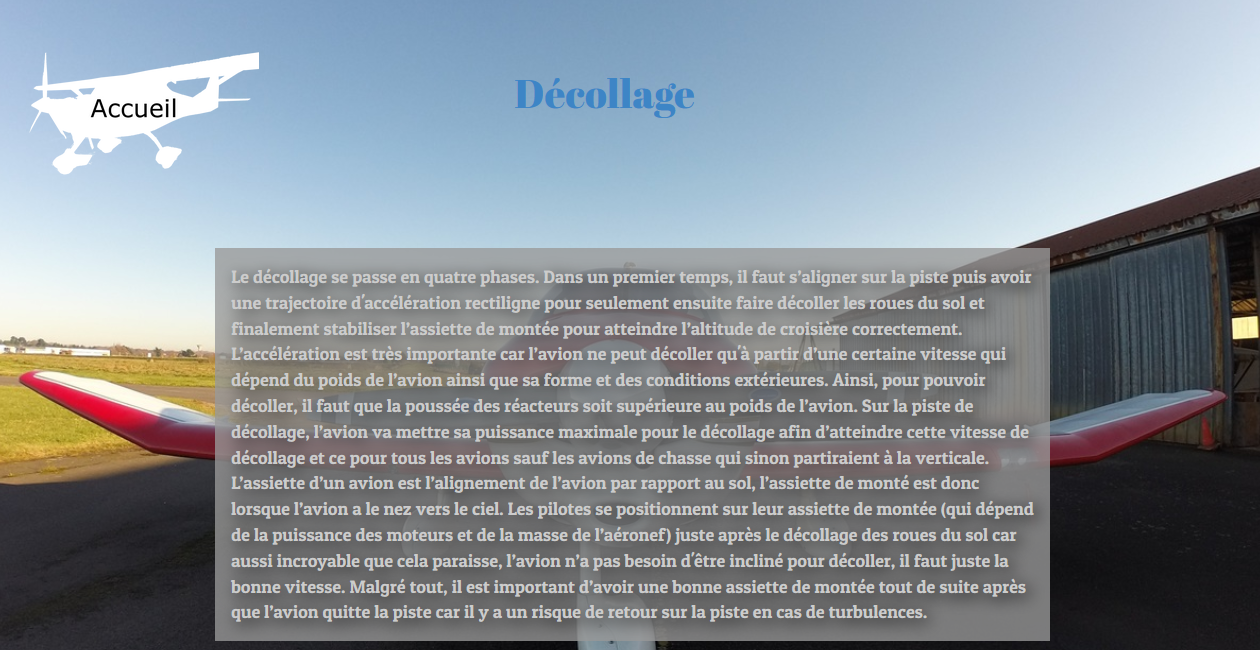 Accueil
Décollage
Le décollage se passe en quatre phases. Dans un premier temps, il faut s'aligner sur la piste puis avoir
une trajectoire d'accélération rectiligne pour seulement ensuite faire décoller les roues du sol et
finalement stabiliser l'assiette de montée pour atteindre l'altitude de croisière correctement.
L'accélération est très importante car l'avion ne peut décoller qu'à partir d'une certaine vitesse qui
dépend du poids de l'avion ainsi que sa forme et des conditions extérieures. Ainsi, pour pouvoir
décoller, il faut que la poussée des réacteurs soit supérieure au poids de l'avion. Sur la piste de
décollage, l'avion va mettre sa puissance maximale pour le décollage afin d'atteindre cette vitesse de
décollage et ce pour tous les avions sauf les avions de chasse qui sinon partiraient à la verticale.
L'assiette d'un avion est l'alignement de l'avion par rapport au sol, l'assiette de monté est donc
lorsque l'avion a le nez vers le ciel. Les pilotes se positionnent sur leur assiette de montée (qui dépend
de la puissance des moteurs et de la masse de l'aéronef) juste après le décollage des roues du sol car
aussi incroyable que cela paraisse, l'avion n'a pas besoin d'être incliné pour décoller, il faut juste la
bonne vitesse. Malgré tout, il est important d'avoir une bonne assiette de montée tout de suite après
que l'avion quitte la piste car il y a un risque de retour sur la piste en cas de turbulences.